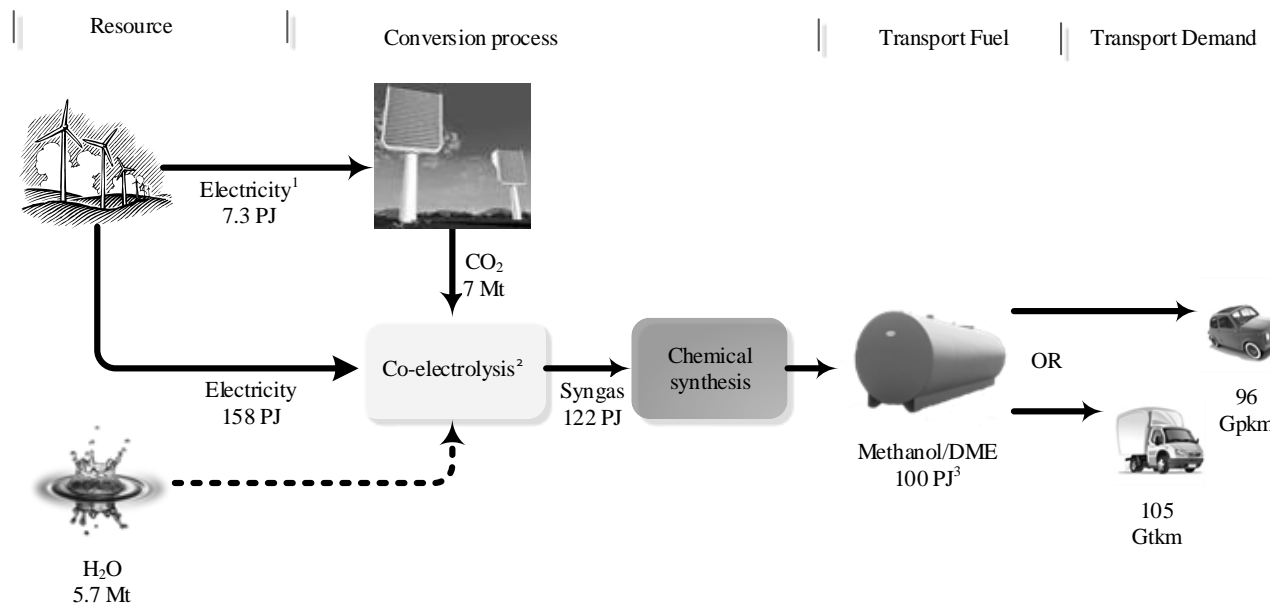 Resource
Conversion process
Transport Fuel
Transport Demand
Electricity¹
7.3 PJ
CO₂
7 Mt
Co-electrolysis²
Electricity
158 PJ
Syngas
122 PJ
Chemical
synthesis
Methanol/DME
100 PJ³
OR
96
Gpkm
105
Gtkm
H₂O
5.7 Mt